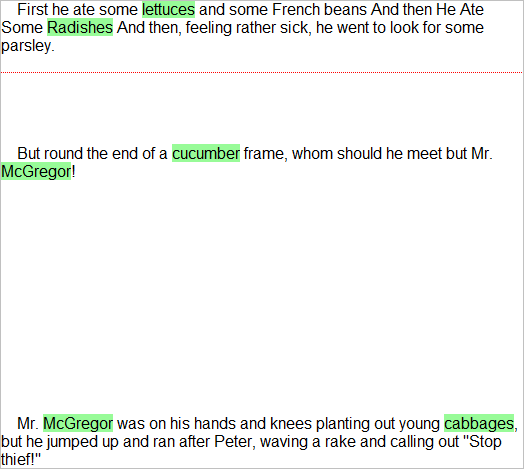 First he ate some lettuces and some French beans And then He Ate
Some Radishes And then, feeling rather sick, he went to look for some
parsley.
But round the end of a cucumber frame, whom should he meet but Mr.
McGregor!
Mr. McGregor was on his hands and knees planting out young cabbages,
but he jumped up and ran after Peter, waving a rake and calling out "Stop
thief!"